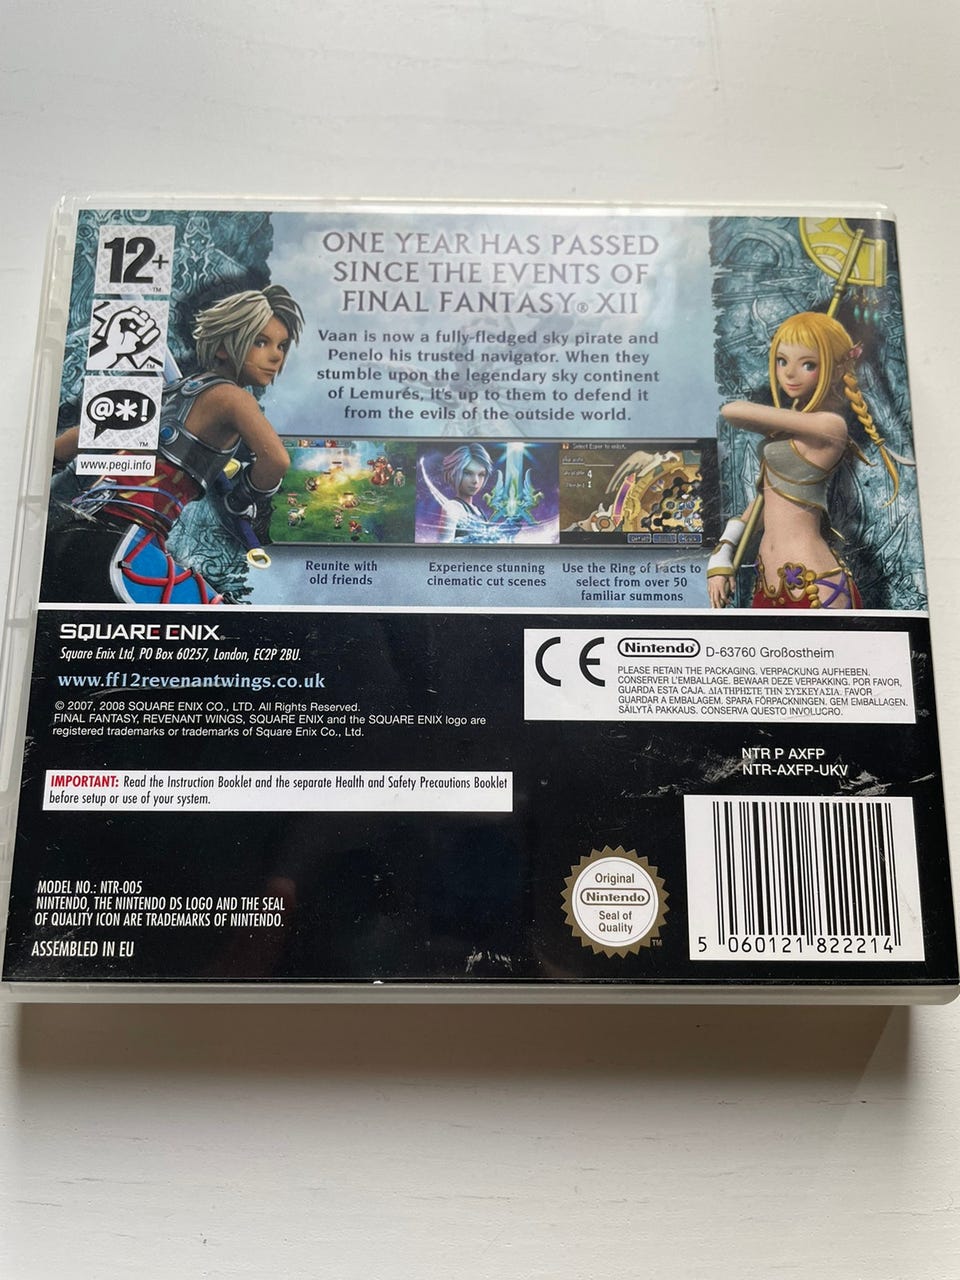 12+
TM
@*!
TM
www.pegi.info
ONE YEAR HAS PASSED
SINCE THE EVENTS OF
FINAL FANTASY® XII
Vaan is now a fully-fledged sky pirate and
Penelo his trusted navigator. When they
stumble upon the legendary sky continent
of Lemurés, it's up to them to defend it
from the evils of the outside world.
Reunite with
old friends
Experience stunning
cinematic cut scenes
Use the Ring of Pacts to
select from over 50
familiar summons
SQUARE ENIX®
Square Enix Ltd, PO Box 60257, London, EC2P 2BU.
www.ff12revenantwings.co.uk
© 2007, 2008 SQUARE ENIX CO., LTD. All Rights Reserved.
FINAL FANTASY, REVENANT WINGS, SQUARE ENIX and the SQUARE ENIX logo are
registered trademarks or trademarks of Square Enix Co., Ltd.
CE Nintendo® D-63760 Großostheim
PLEASE RETAIN THE PACKAGING. VERPACKUNG AUFHEBEN.
CONSERVER L'EMBALLAGE. BEWAAR DEZE VERPAKKING. POR FAVOR,
GUARDA ESTA CAJA. ΔΙΑΤΗΡΗΣΤΕ ΤΗΝ ΣΥΣΚΕΥΑΣΙΑ. FAVOR
GUARDAR A EMBALAGEM. SPARA FÖRPACKNINGEN. GEM EMBALLAGEN.
SÄILYTÄ PAKKAUS. CONSERVA QUESTO INVOLUCRO.
NTR P AXFP
NTR-AXFP-UKV
IMPORTANT: Read the Instruction Booklet and the separate Health and Safety Precautions Booklet
before setup or use of your system.
MODEL NO.: NTR-005
NINTENDO, THE NINTENDO DS LOGO AND THE SEAL
OF QUALITY ICON ARE TRADEMARKS OF NINTENDO.
ASSEMBLED IN EU
Original
Nintendo
Seal of
Quality
TM
5 060121 822214